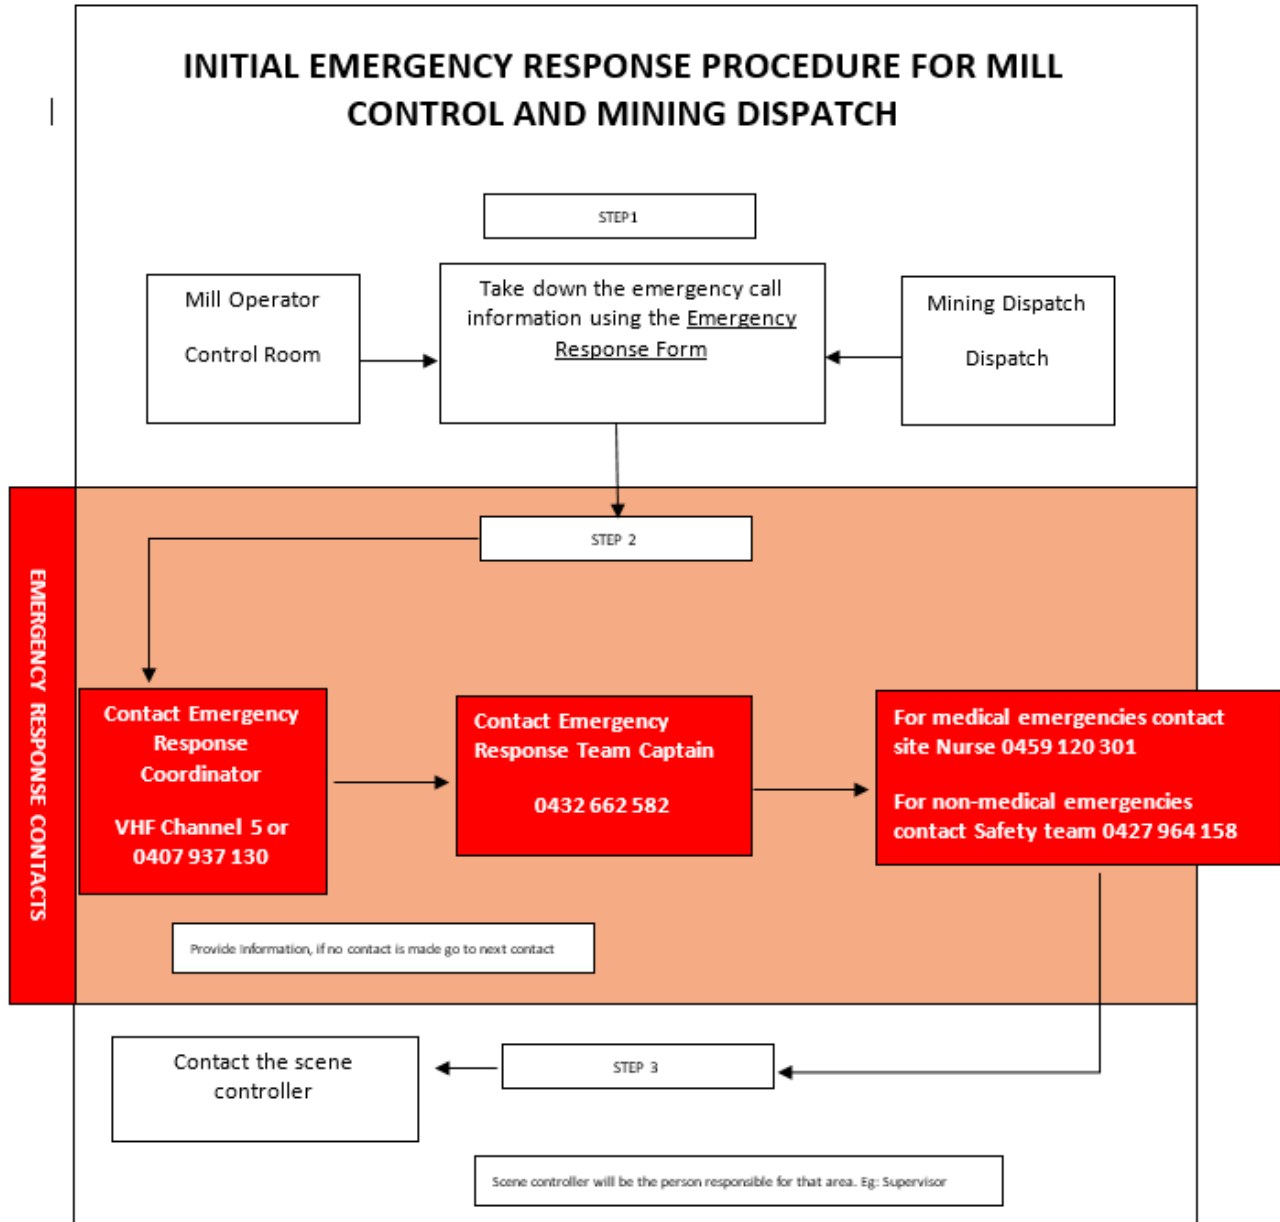 INITIAL EMERGENCY RESPONSE PROCEDURE FOR MILL
CONTROL AND MINING DISPATCH
STEP1
Mill Operator
Control Room
Take down the emergency call
information using the Emergency
Response Form
Mining Dispatch
Dispatch
EMERGENCY RESPONSE CONTACTS
STEP 2
Contact Emergency
Response
Coordinator
VHF Channel 5 or
0407 937 130
Contact Emergency
Response Team Captain
0432 662 582
For medical emergencies contact
site Nurse 0459 120 301
For non-medical emergencies
contact Safety team 0427 964 158
Provide Information, if no contact is made go to next contact
Contact the scene
controller
STEP 3
Scene controller will be the person responsible for that area. Eg: Supervisor